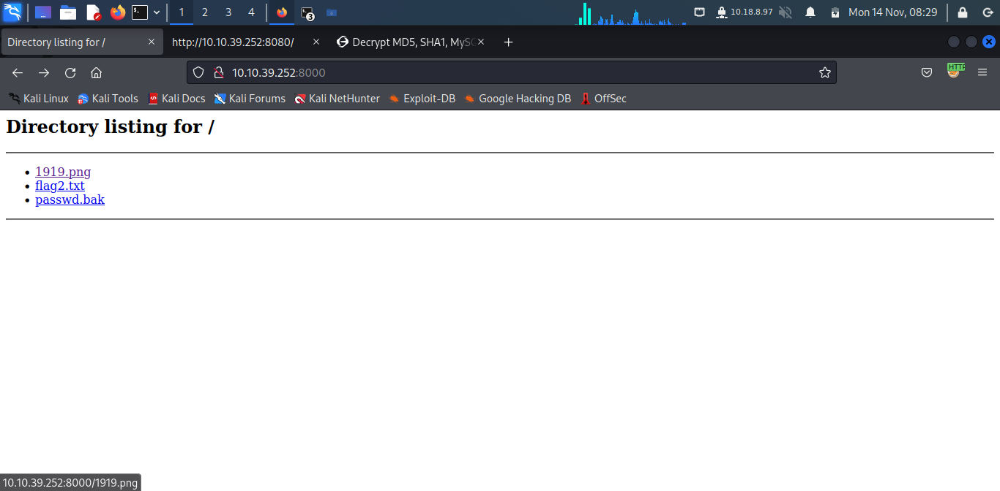 1 2 3 4 3 10.18.8.97 Mon 14 Nov, 08:29
Directory listing for / http://10.10.39.252:8080/ Decrypt MD5, SHA1, MySQ
10.10.39.252:8000 HTTP
Kali Linux Kali Tools Kali Docs Kali Forums Kali NetHunter Exploit-DB Google Hacking DB OffSec
Directory listing for /
1919.png
flag2.txt
passwd.bak
10.10.39.252:8000/1919.png